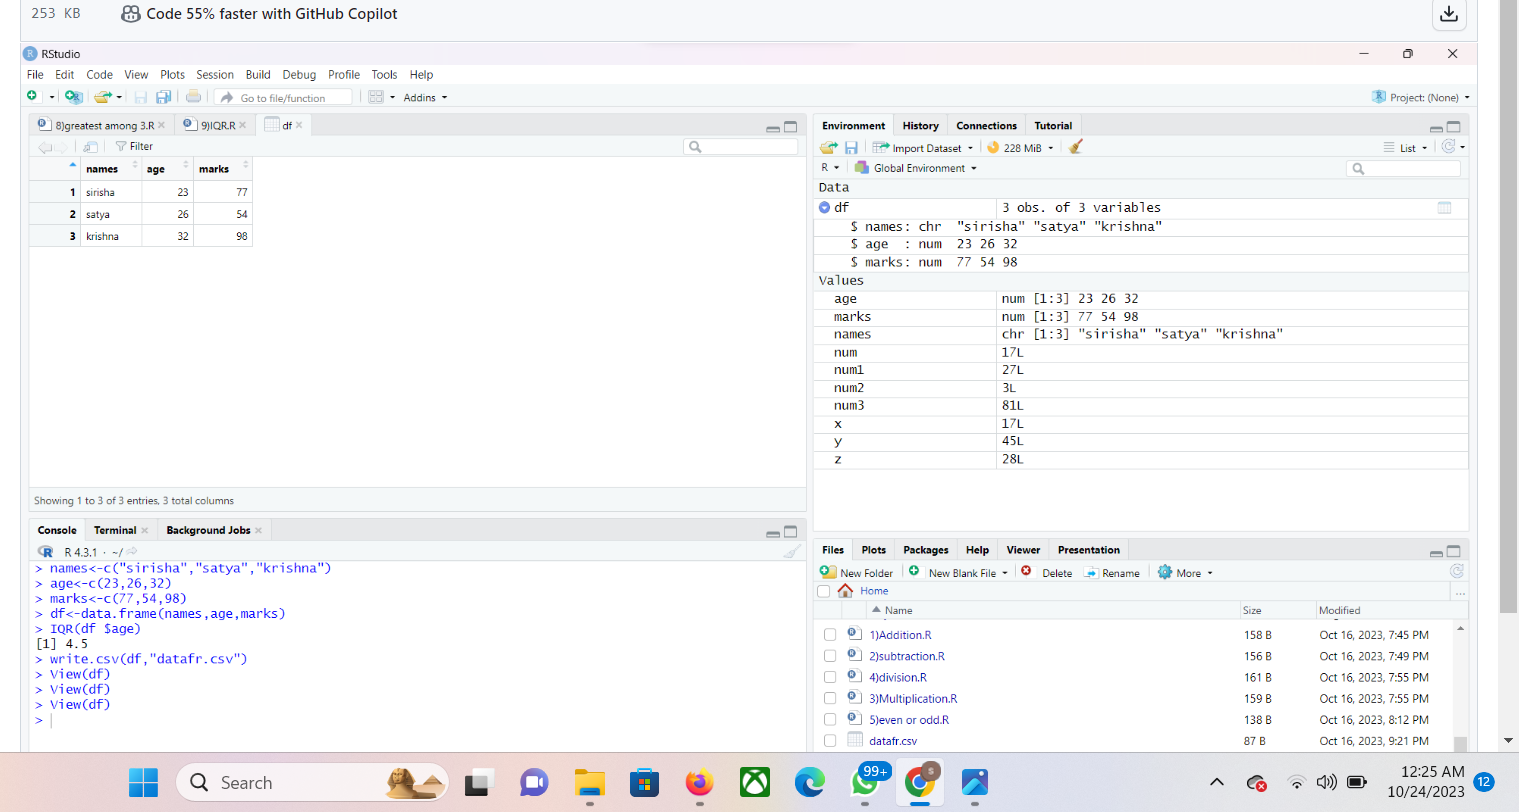 253 KB Code 55% faster with GitHub Copilot
RStudio
File Edit Code View Plots Session Build Debug Profile Tools Help
Go to file/function Addins Project: (None)
8)greatest among 3.R 9)IQR.R df
Filter
names age marks
1 sirisha 23 77
2 satya 26 54
3 krishna 32 98
Showing 1 to 3 of 3 entries, 3 total columns
Console Terminal Background Jobs
R 4.3.1 · ~/
> names<-c("sirisha","satya","krishna")
> age<-c(23,26,32)
> marks<-c(77,54,98)
> df<-data.frame(names,age,marks)
> IQR(df $age)
[1] 4.5
> write.csv(df,"datafr.csv")
> View(df)
> View(df)
> View(df)
>
Environment History Connections Tutorial
Import Dataset 228 MiB List
R Global Environment
Data
df 3 obs. of 3 variables
$ names: chr "sirisha" "satya" "krishna"
$ age : num 23 26 32
$ marks: num 77 54 98
Values
age num [1:3] 23 26 32
marks num [1:3] 77 54 98
names chr [1:3] "sirisha" "satya" "krishna"
num 17L
num1 27L
num2 3L
num3 81L
x 17L
y 45L
z 28L
Files Plots Packages Help Viewer Presentation
New Folder New Blank File Delete Rename More
Home ...
Name Size Modified
1)Addition.R 158 B Oct 16, 2023, 7:45 PM
2)subtraction.R 156 B Oct 16, 2023, 7:49 PM
4)division.R 161 B Oct 16, 2023, 7:55 PM
3)Multiplication.R 159 B Oct 16, 2023, 7:55 PM
5)even or odd.R 138 B Oct 16, 2023, 8:12 PM
datafr.csv 87 B Oct 16, 2023, 9:21 PM
Search 99+ S 12:25 AM
10/24/2023 12